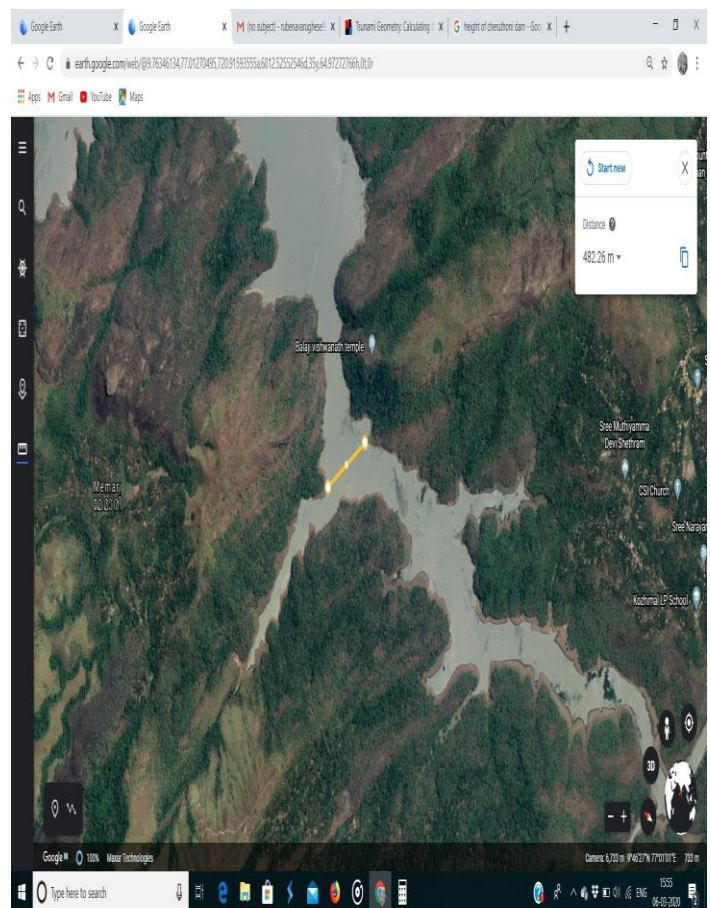 Google Earth
Google Earth
(no subject) - rubenavarughese
Tsunami Geometry: Calculating
height of cheruthoni dam - Goo
earth.google.com/web/@9.76346134,77.01270495,720.91593555a,6012.52552546d,35y,64.97272766h,0t,0r
Apps
Gmail
YouTube
Maps
Start new
Distance
482.26 m
Balaji vishwanath temple
Sree Muthiyamma
Devi Shethram
CSI Church
Memari
Sree Narayan
Kozhimal LP School
3D
Google
100%
Maxar Technologies
Camera: 6,733 m
9°46'27"N 77°01'01"E
733 m
Type here to search
ENG
15:55
06-03-2020